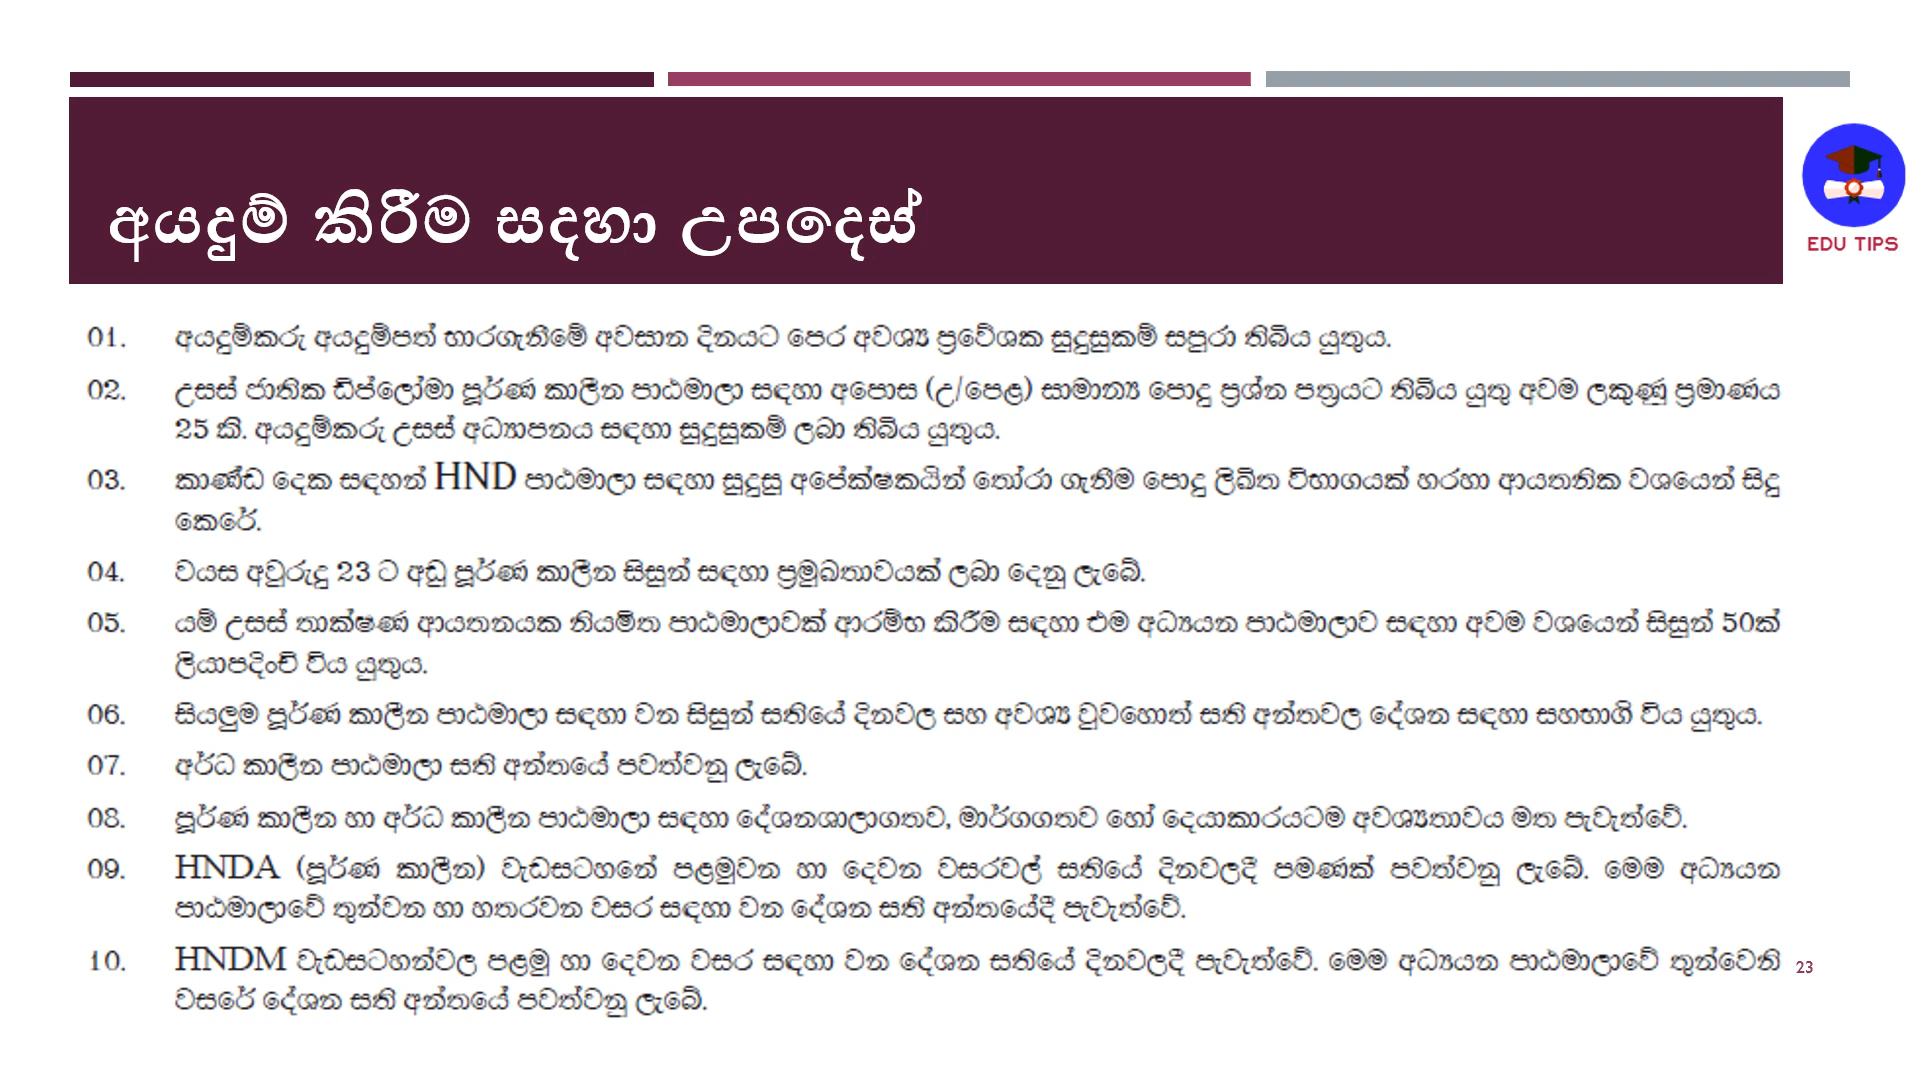 අයදුම් කිරීම සදහා උපදෙස්
EDU TIPS
01. අයදුම්කරු අයදුම්පත් භාරගැනීමේ අවසාන දිනයට පෙර අවශ්‍ය ප්‍රවේශක සුදුසුකම් සපුරා තිබිය යුතුය.
02. උසස් ජාතික ඩිප්ලෝමා පූර්ණ කාලීන පාඨමාලා සඳහා අපොස (උ/පෙළ) සාමාන්‍ය පොදු ප්‍රශ්න පත්‍රයට තිබිය යුතු අවම ලකුණු ප්‍රමාණය
25 කි. අයදුම්කරු උසස් අධ්‍යාපනය සඳහා සුදුසුකම් ලබා තිබිය යුතුය.
03. කාණ්ඩ දෙක සඳහන් HND පාඨමාලා සඳහා සුදුසු අපේක්ෂකයින් තෝරා ගැනීම පොදු ලිඛිත විභාගයක් හරහා ආයතනික වශයෙන් සිදු
කෙරේ.
04. වයස අවුරුදු 23 ට අඩු පූර්ණ කාලීන සිසුන් සඳහා ප්‍රමුඛතාවයක් ලබා දෙනු ලැබේ.
05. යම් උසස් තාක්ෂණ ආයතනයක නියමිත පාඨමාලාවක් ආරම්භ කිරීම සඳහා එම අධ්‍යයන පාඨමාලාව සඳහා අවම වශයෙන් සිසුන් 50ක්
ලියාපදිංචි විය යුතුය.
06. සියලුම පූර්ණ කාලීන පාඨමාලා සඳහා වන සිසුන් සතියේ දිනවල සහ අවශ්‍ය වුවහොත් සති අන්තවල දේශන සඳහා සහභාගි විය යුතුය.
07. අර්ධ කාලීන පාඨමාලා සති අන්තයේ පවත්වනු ලැබේ.
08. පූර්ණ කාලීන හා අර්ධ කාලීන පාඨමාලා සඳහා දේශනශාලාගතව, මාර්ගගතව හෝ දෙයාකාරයටම අවශ්‍යතාවය මත පැවැත්වේ.
09. HNDA (පූර්ණ කාලීන) වැඩසටහනේ පළමුවන හා දෙවන වසරවල් සතියේ දිනවලදී පමණක් පවත්වනු ලැබේ. මෙම අධ්‍යයන
පාඨමාලාවේ තුන්වන හා හතරවන වසර සඳහා වන දේශන සති අන්තයේදී පැවැත්වේ.
10. HNDM වැඩසටහන්වල පළමු හා දෙවන වසර සඳහා වන දේශන සතියේ දිනවලදී පැවැත්වේ. මෙම අධ්‍යයන පාඨමාලාවේ තුන්වෙනි
වසරේ දේශන සති අන්තයේ පවත්වනු ලැබේ.
23